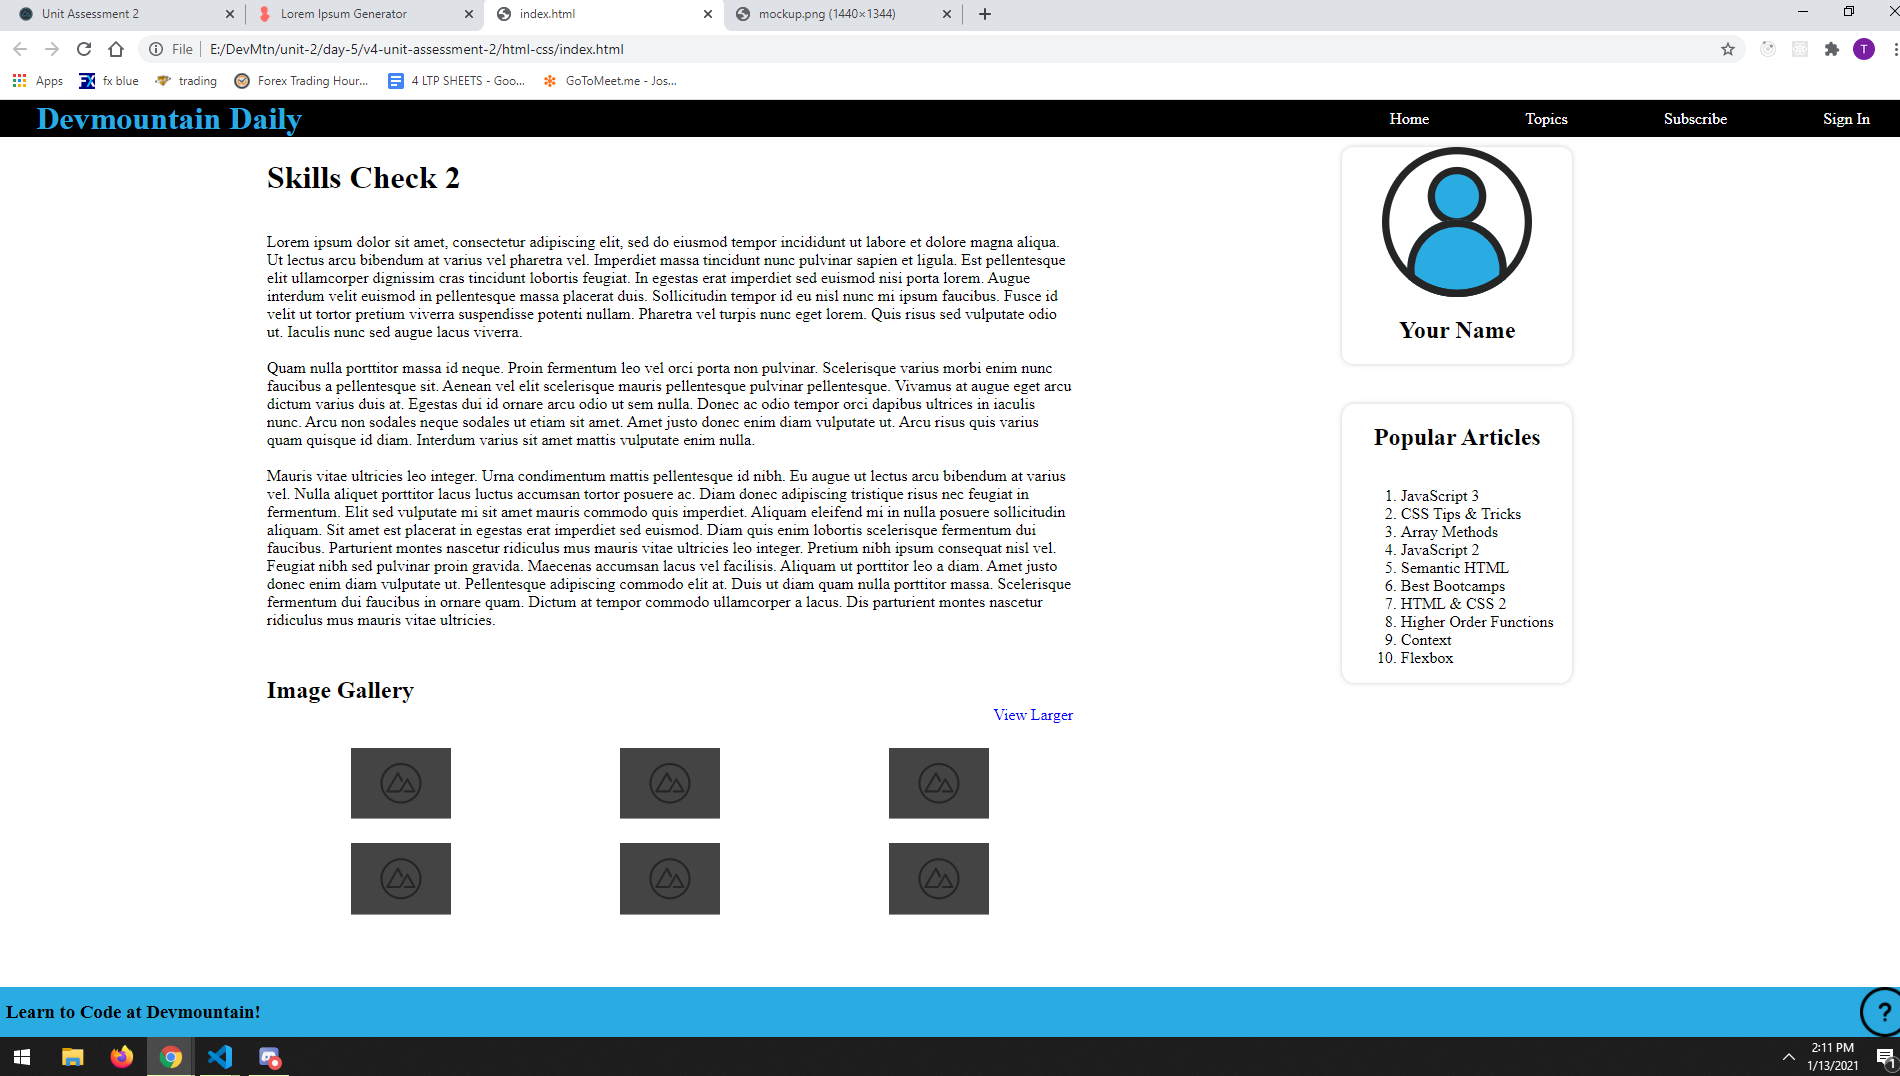 Unit Assessment 2
Lorem Ipsum Generator
index.html
mockup.png (1440×1344)
File
E:/DevMtn/unit-2/day-5/v4-unit-assessment-2/html-css/index.html
T
Apps
fx blue
trading
Forex Trading Hour...
4 LTP SHEETS - Goo...
GoToMeet.me - Jos...
Devmountain Daily
Home
Topics
Subscribe
Sign In
Skills Check 2
Lorem ipsum dolor sit amet, consectetur adipiscing elit, sed do eiusmod tempor incididunt ut labore et dolore magna aliqua.
Ut lectus arcu bibendum at varius vel pharetra vel. Imperdiet massa tincidunt nunc pulvinar sapien et ligula. Est pellentesque
elit ullamcorper dignissim cras tincidunt lobortis feugiat. In egestas erat imperdiet sed euismod nisi porta lorem. Augue
interdum velit euismod in pellentesque massa placerat duis. Sollicitudin tempor id eu nisl nunc mi ipsum faucibus. Fusce id
velit ut tortor pretium viverra suspendisse potenti nullam. Pharetra vel turpis nunc eget lorem. Quis risus sed vulputate odio
ut. Iaculis nunc sed augue lacus viverra.
Quam nulla porttitor massa id neque. Proin fermentum leo vel orci porta non pulvinar. Scelerisque varius morbi enim nunc
faucibus a pellentesque sit. Aenean vel elit scelerisque mauris pellentesque pulvinar pellentesque. Vivamus at augue eget arcu
dictum varius duis at. Egestas dui id ornare arcu odio ut sem nulla. Donec ac odio tempor orci dapibus ultrices in iaculis
nunc. Arcu non sodales neque sodales ut etiam sit amet. Amet justo donec enim diam vulputate ut. Arcu risus quis varius
quam quisque id diam. Interdum varius sit amet mattis vulputate enim nulla.
Mauris vitae ultricies leo integer. Urna condimentum mattis pellentesque id nibh. Eu augue ut lectus arcu bibendum at varius
vel. Nulla aliquet porttitor lacus luctus accumsan tortor posuere ac. Diam donec adipiscing tristique risus nec feugiat in
fermentum. Elit sed vulputate mi sit amet mauris commodo quis imperdiet. Aliquam eleifend mi in nulla posuere sollicitudin
aliquam. Sit amet est placerat in egestas erat imperdiet sed euismod. Diam quis enim lobortis scelerisque fermentum dui
faucibus. Parturient montes nascetur ridiculus mus mauris vitae ultricies leo integer. Pretium nibh ipsum consequat nisl vel.
Feugiat nibh sed pulvinar proin gravida. Maecenas accumsan lacus vel facilisis. Aliquam ut porttitor leo a diam. Amet justo
donec enim diam vulputate ut. Pellentesque adipiscing commodo elit at. Duis ut diam quam nulla porttitor massa. Scelerisque
fermentum dui faucibus in ornare quam. Dictum at tempor commodo ullamcorper a lacus. Dis parturient montes nascetur
ridiculus mus mauris vitae ultricies.
Image Gallery
View Larger
Your Name
Popular Articles
1. JavaScript 3
2. CSS Tips & Tricks
3. Array Methods
4. JavaScript 2
5. Semantic HTML
6. Best Bootcamps
7. HTML & CSS 2
8. Higher Order Functions
9. Context
10. Flexbox
Learn to Code at Devmountain!
?
2:11 PM
1/13/2021
1